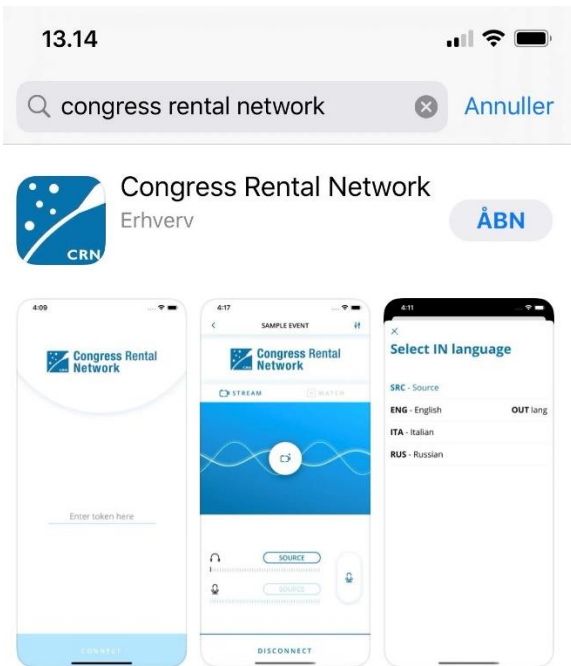 13.14
congress rental network
Annuller
Congress Rental Network
Erhverv
ÅBN
CRN
4:09
Congress Rental
Network
CRN
Enter token here
CONNECT
4:17
SAMPLE EVENT
Congress Rental
Network
CRN
STREAM
WATCH
SOURCE
SOURCE
DISCONNECT
4:11
Select IN language
SRC - Source
ENG - English OUT lang
ITA - Italian
RUS - Russian